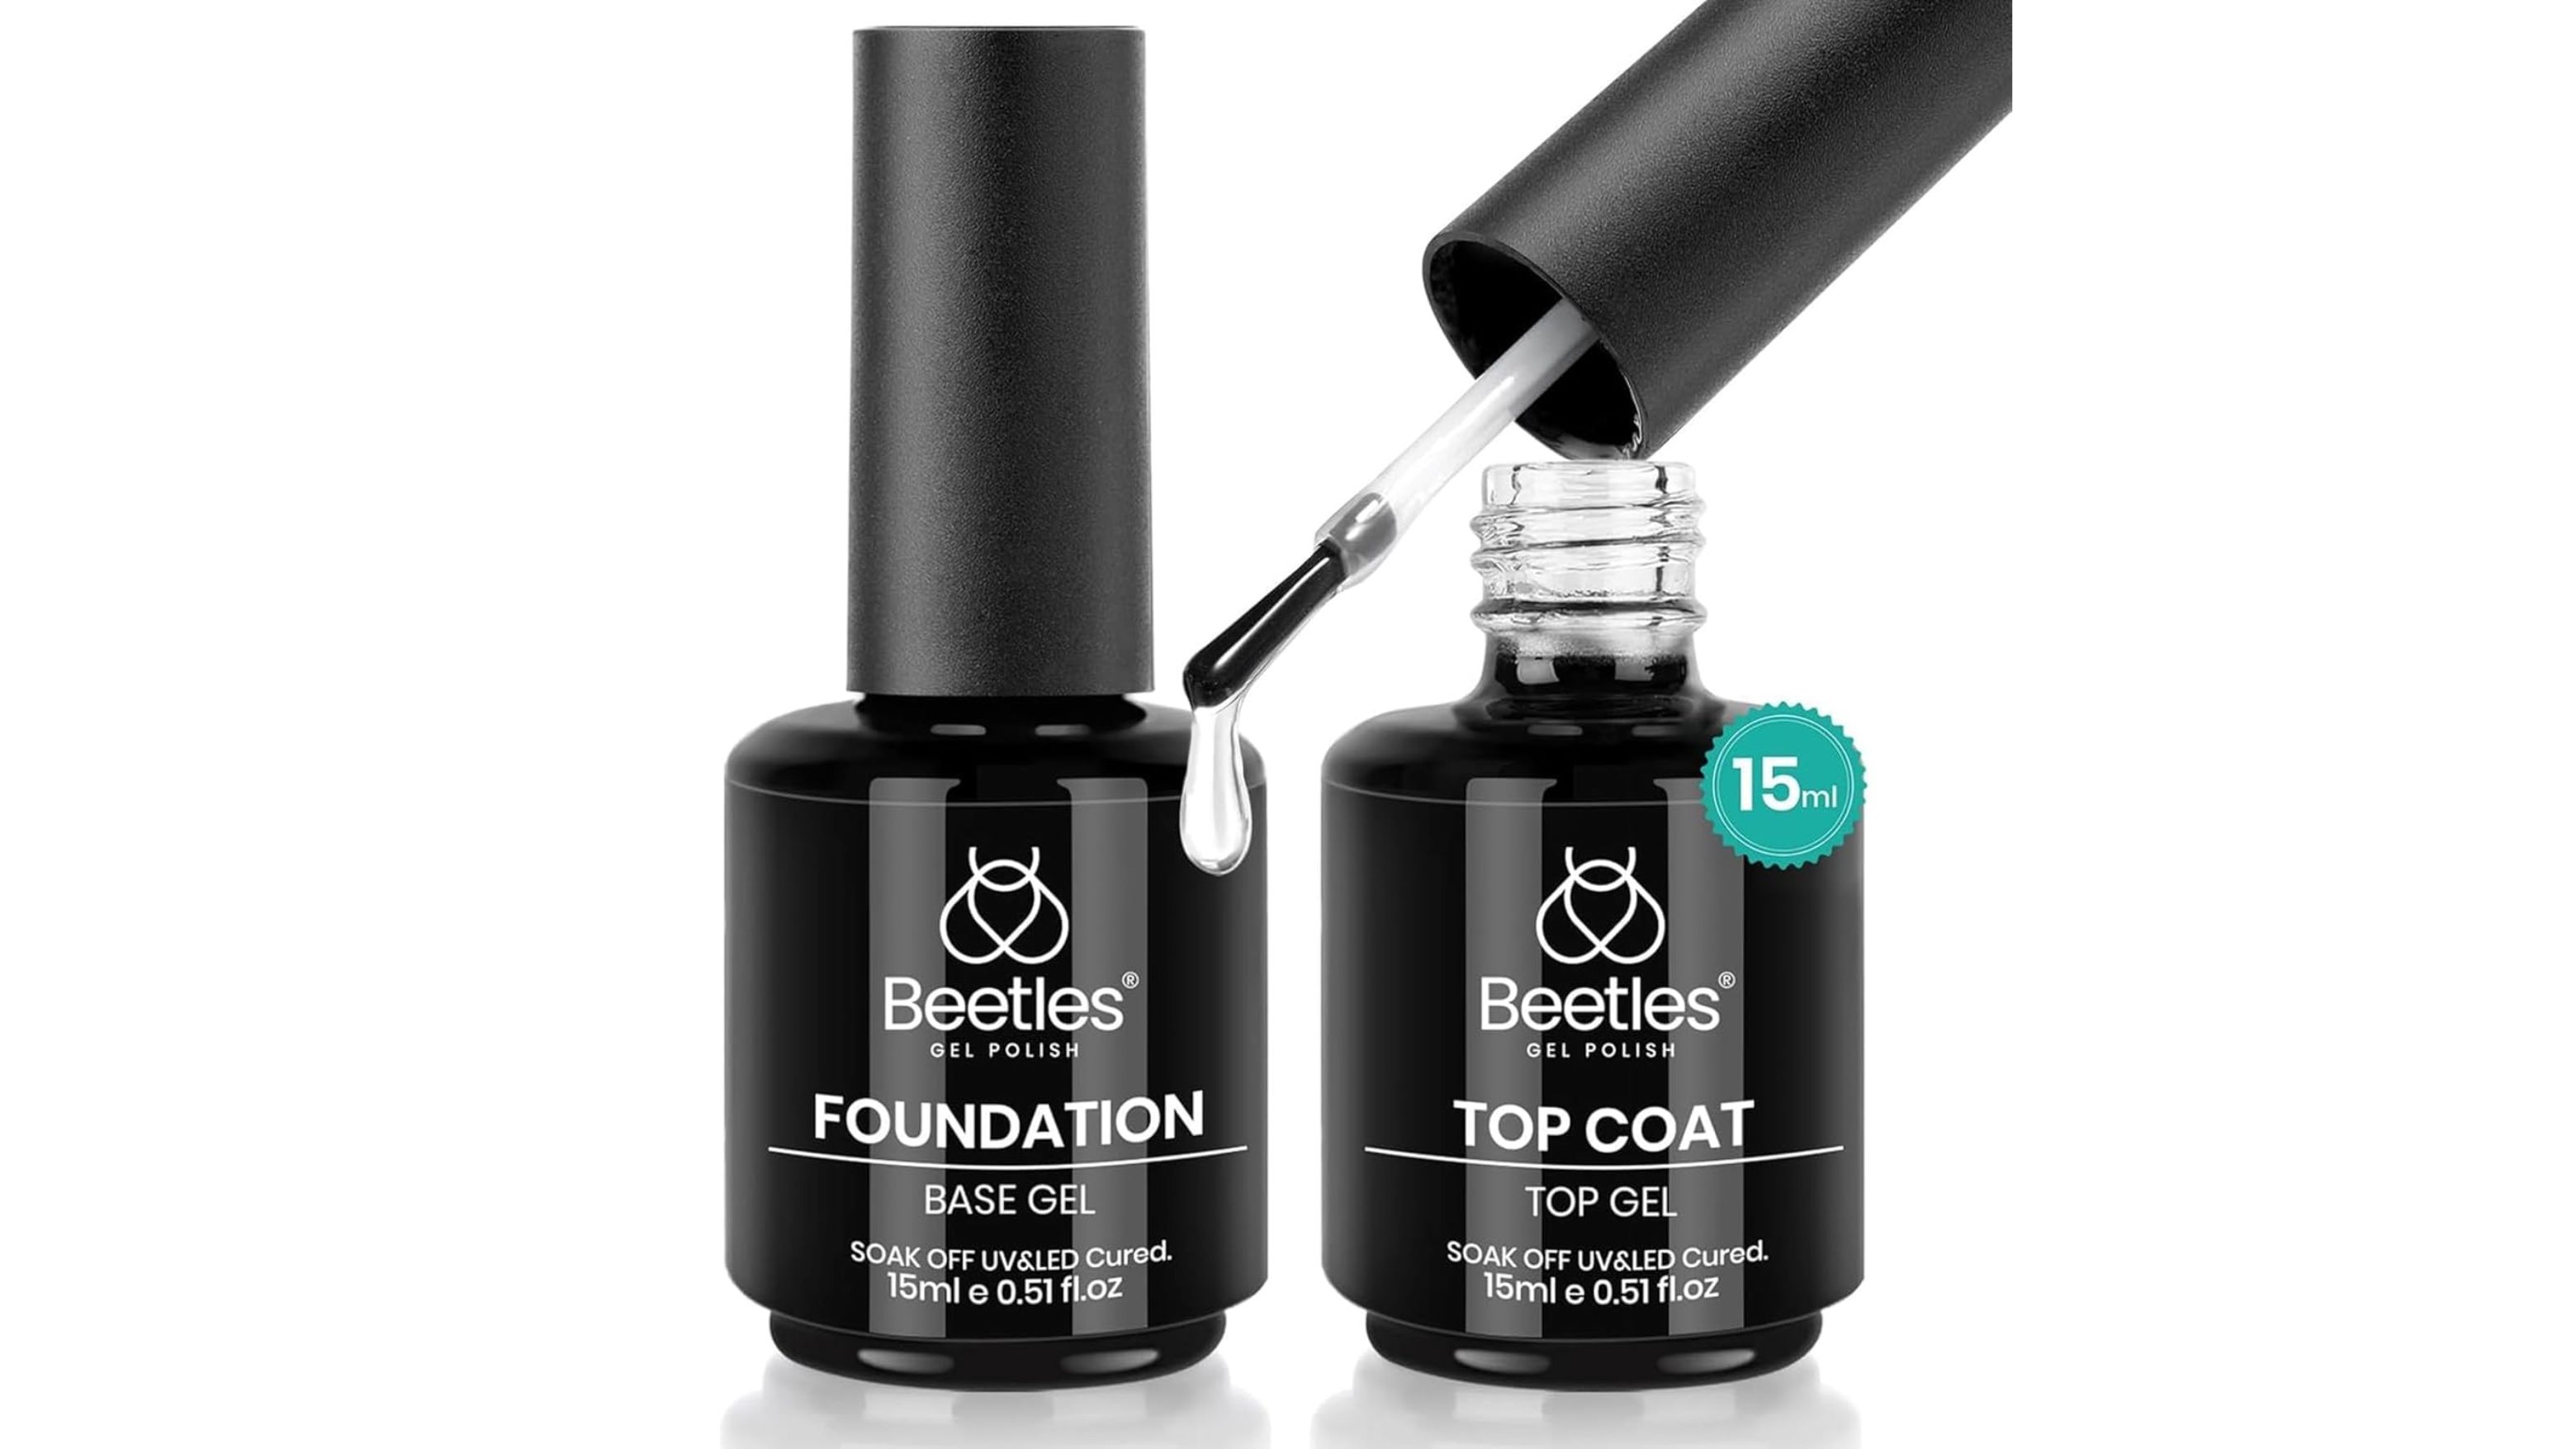 Beetles®
GEL POLISH
FOUNDATION
BASE GEL
SOAK OFF UV&LED Cured.
15ml e 0.51 fl.oz
15ml
Beetles®
GEL POLISH
TOP COAT
TOP GEL
SOAK OFF UV&LED Cured.
15ml e 0.51 fl.oz